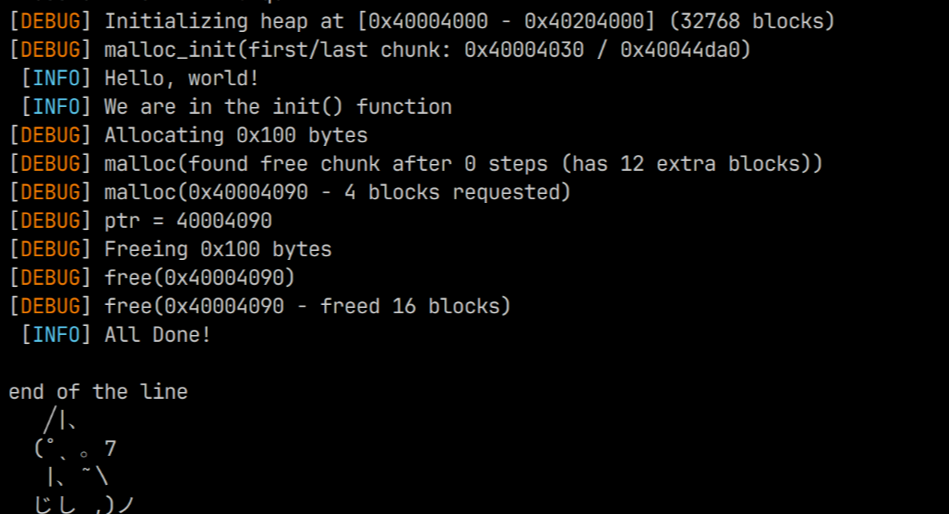 [DEBUG] Initializing heap at [0x40004000 - 0x40204000] (32768 blocks)
[DEBUG] malloc_init(first/last chunk: 0x40004030 / 0x40044da0)
[INFO] Hello, world!
[INFO] We are in the init() function
[DEBUG] Allocating 0x100 bytes
[DEBUG] malloc(found free chunk after 0 steps (has 12 extra blocks))
[DEBUG] malloc(0x40004090 - 4 blocks requested)
[DEBUG] ptr = 40004090
[DEBUG] Freeing 0x100 bytes
[DEBUG] free(0x40004090)
[DEBUG] free(0x40004090 - freed 16 blocks)
[INFO] All Done!
end of the line
╱|、
(˚ˎ 。7
|、˜\
じし ˍ,)ノ